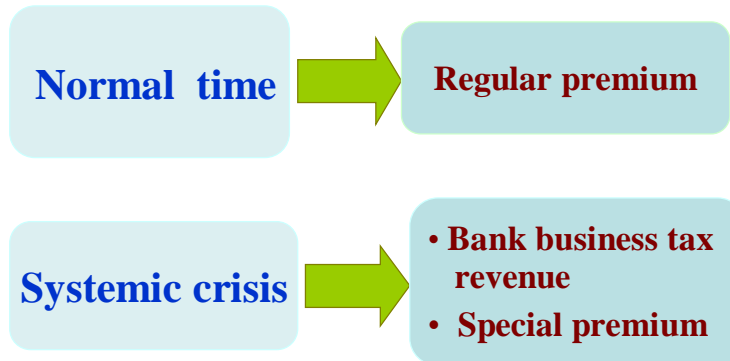 Normal time
Regular premium
Systemic crisis
• Bank business tax
revenue
• Special premium